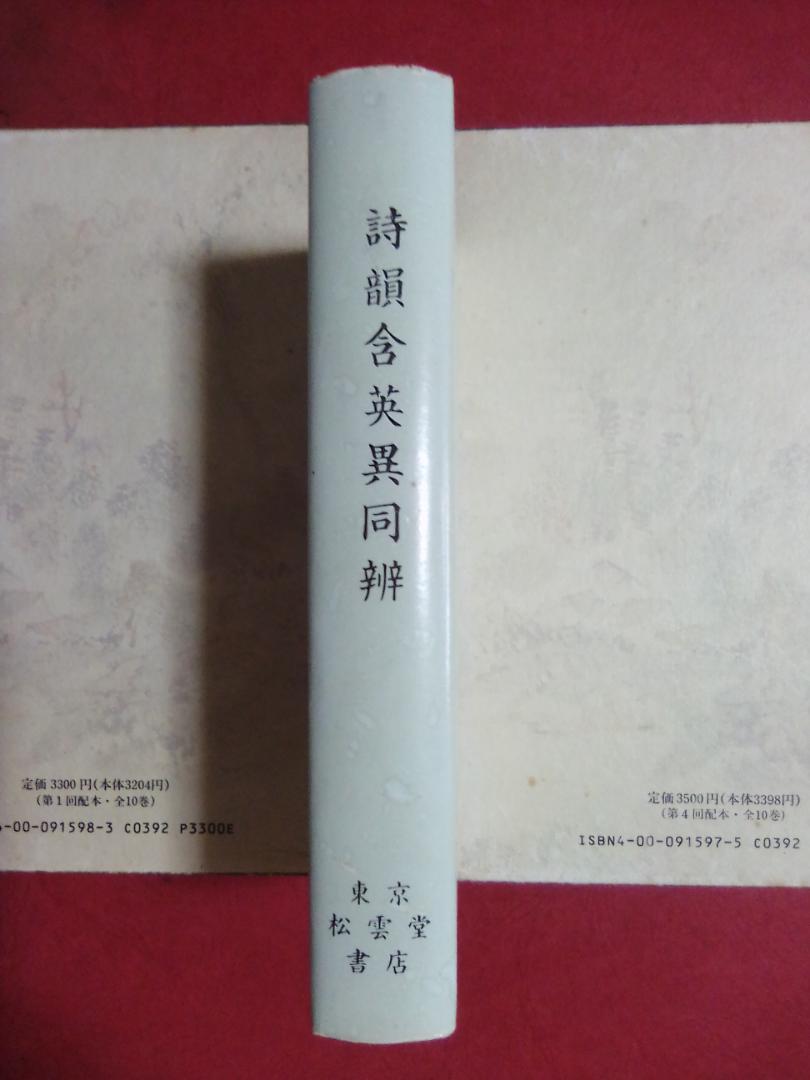 詩韻含英異同辨
東京
松雲堂
書店
定価3300円(本体3204円)
(第1回配本・全10巻)
4-00-091598-3 C0392 P3300E
定価3500円(本体3398円)
(第4回配本・全10巻)
ISBN4-00-091597-5 C0392